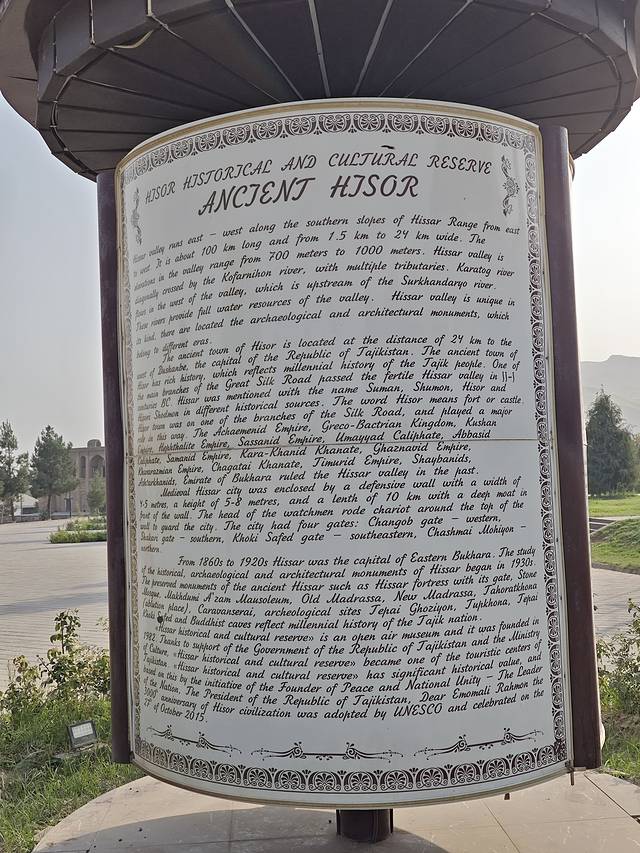 HISOR HISTORICAL AND CULTURAL RESERVE
ANCIENT HISOR
Hissar valley runs east – west along the southern slopes of Hissar Range from east
to west. It is about 100 km long and from 1.5 km to 24 km wide. The
elevations in the valley range from 700 meters to 1000 meters. Hissar valley is
diagonally crossed by the Kofarnihon river, with multiple tributaries. Karatog river
flows in the west of the valley, which is upstream of the Surkhandaryo river.
These rivers provide full water resources of the valley. Hissar valley is unique in
its kind, there are located the archaeological and architectural monuments, which
belong to different eras.
The ancient town of Hisor is located at the distance of 24 km to the
west of Dushanbe, the capital of the Republic of Tajikistan. The ancient town of
Hisor has rich history, which reflects millennial history of the Tajik people. One of
the main branches of the Great Silk Road passed the fertile Hissar valley in II-I
centuries BC. Hissar was mentioned with the name Suman, Shumon, Hisor and
Hisori Shodmon in different historical sources. The word Hisor means fort or castle.
Hisor town was on one of the branches of the Silk Road, and played a major
role in this way. The Achaemenid Empire, Greco-Bactrian Kingdom, Kushan
Empire, Hephthalite Empire, Sassanid Empire, Umayyad Caliphate, Abbasid
Caliphate, Samanid Empire, Kara-Khanid Khanate, Ghaznavid Empire,
Khwarazmian Empire, Chagatai Khanate, Timurid Empire, Shaybanids,
Ashtarkhanids, Emirate of Bukhara ruled the Hissar valley in the past.
Medieval Hissar city was enclosed by a defensive wall with a width of
4-5 metres, a height of 5-8 metres, and a lenth of 10 km with a deep moat in
front of the wall. The head of the watchmen rode chariot around the top of the
wall to guard the city. The city had four gates: Changob gate – western,
Shakari gate – southern, Khoki Safed gate – southeastern, Chashmai Mohiyon –
northern.
From 1860s to 1920s Hissar was the capital of Eastern Bukhara. The study
of the historical, archaeological and architectural monuments of Hissar began in 1930s.
The preserved monuments of the ancient Hissar such as Hissar fortress with its gate, Stone
Mosque, Makhdumi A'zam Mausoleum, Old Madrassa, New Madrassa, Tahoratkhona
(ablution place), Caravanserai, archeological sites Tepai Ghoziyon, Tupkhona, Tepai
Khoki and Buddhist caves reflect millennial history of the Tajik nation.
«Hissar historical and cultural reserve» is an open air museum and it was founded in
1982. Thanks to support of the Government of the Republic of Tajikistan and the Ministry
of Culture, «Hissar historical and cultural reserve» became one of the touristic centers of
Tajikistan. «Hissar historical and cultural reserve» has significant historical value, and
based on this by the initiative of the Founder of Peace and National Unity – The Leader
of the Nation, The President of the Republic of Tajikistan, Dear Emomali Rahmon the
3000 anniversary of Hisor civilization was adopted by UNESCO and celebrated on the
of October 2015.